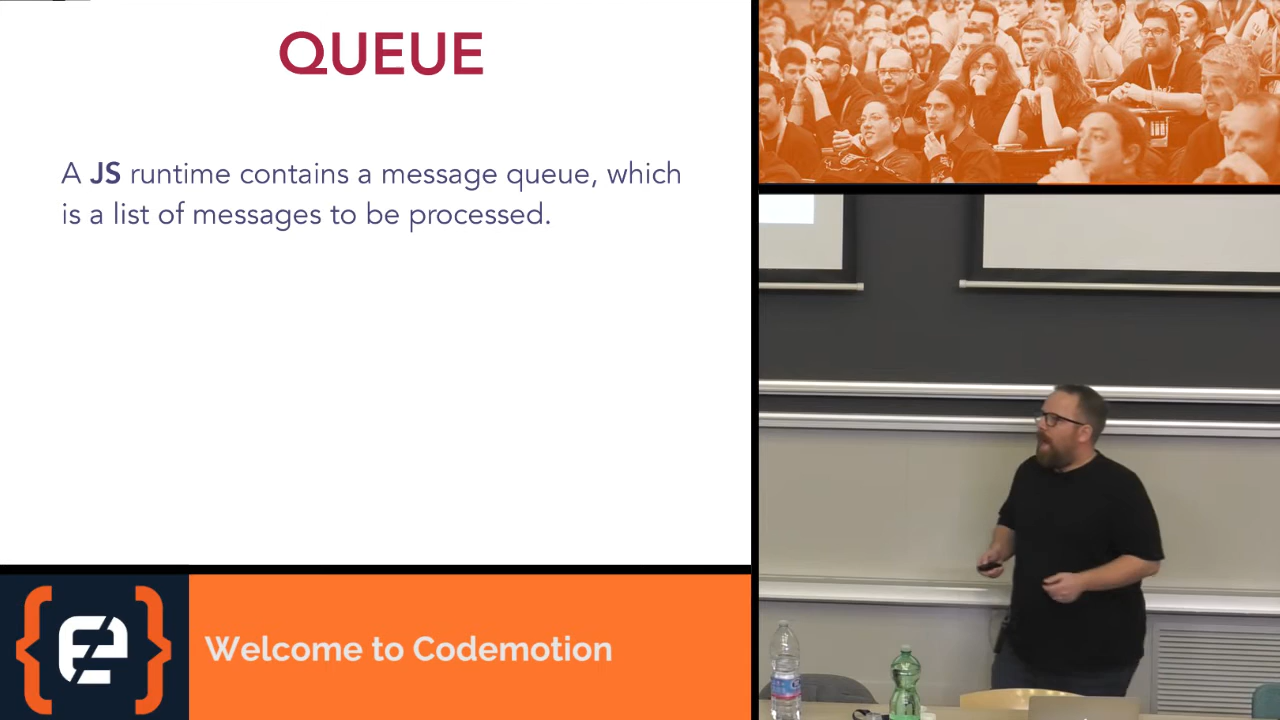 QUEUE
A JS runtime contains a message queue, which
is a list of messages to be processed.
Welcome to Codemotion